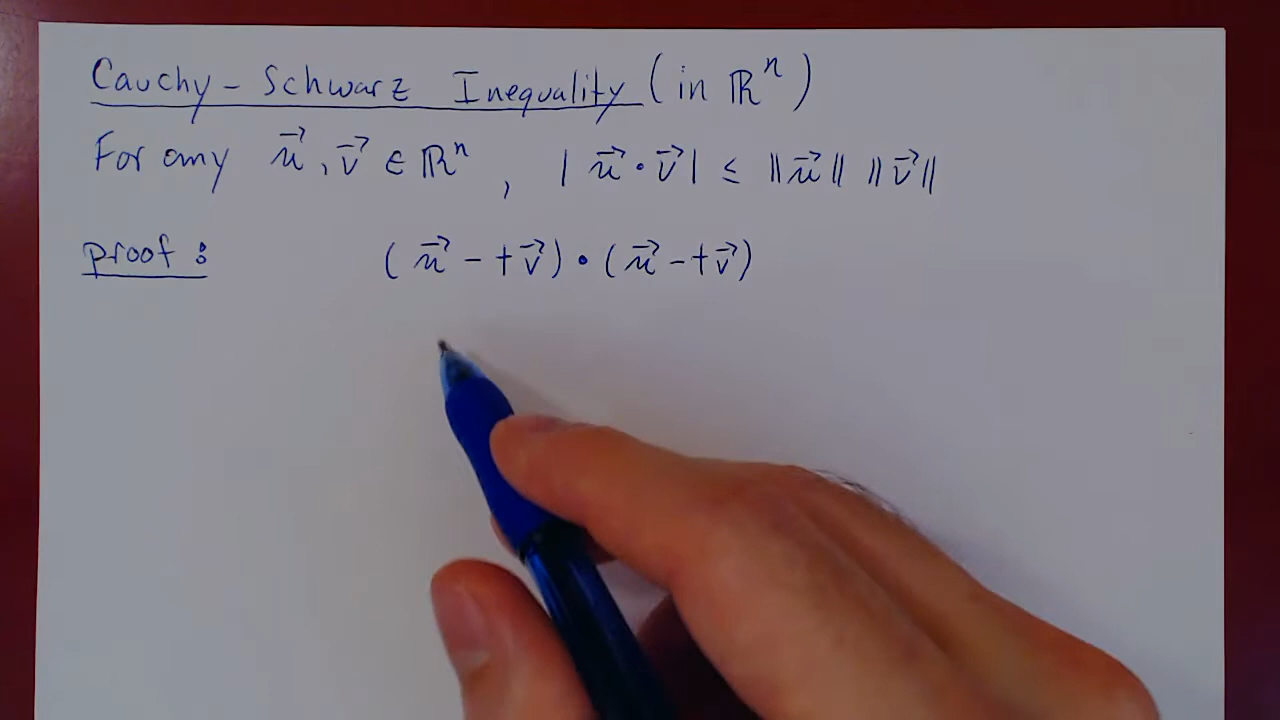 Cauchy-Schwarz Inequality (in ℝⁿ)
For any u⃗, v⃗ ∈ ℝⁿ, |u⃗ · v⃗| ≤ ‖u⃗‖ ‖v⃗‖
proof: (u⃗ - tv⃗) · (u⃗ - tv⃗)